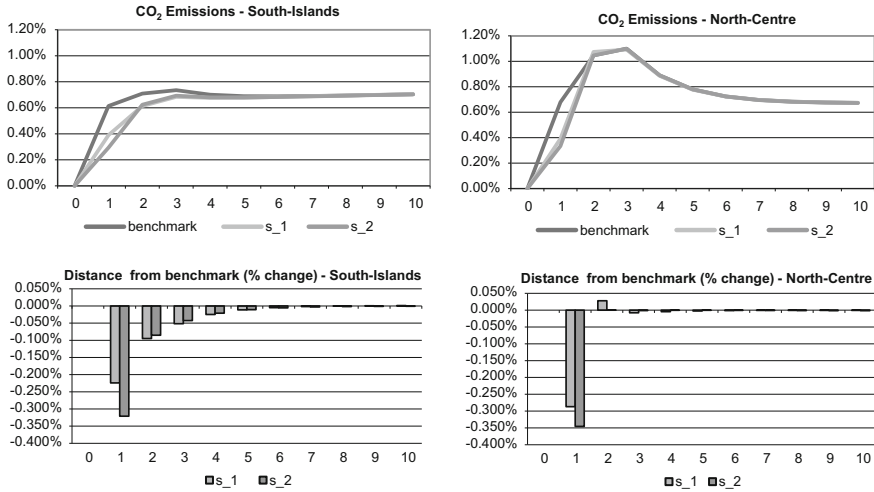 CO₂ Emissions - South-Islands
1.20%
1.00%
0.80%
0.60%
0.40%
0.20%
0.00%
0 1 2 3 4 5 6 7 8 9 10
benchmark s_1 s_2
CO₂ Emissions - North-Centre
1.20%
1.00%
0.80%
0.60%
0.40%
0.20%
0.00%
0 1 2 3 4 5 6 7 8 9 10
benchmark s_1 s_2
Distance from benchmark (% change) - South-Islands
0.050%
0.000%
-0.050%
-0.100%
-0.150%
-0.200%
-0.250%
-0.300%
-0.350%
-0.400%
0 1 2 3 4 5 6 7 8 9 10
s_1 s_2
Distance from benchmark (% change) - North-Centre
0.050%
0.000%
-0.050%
-0.100%
-0.150%
-0.200%
-0.250%
-0.300%
-0.350%
-0.400%
0 1 2 3 4 5 6 7 8 9 10
s_1 s_2